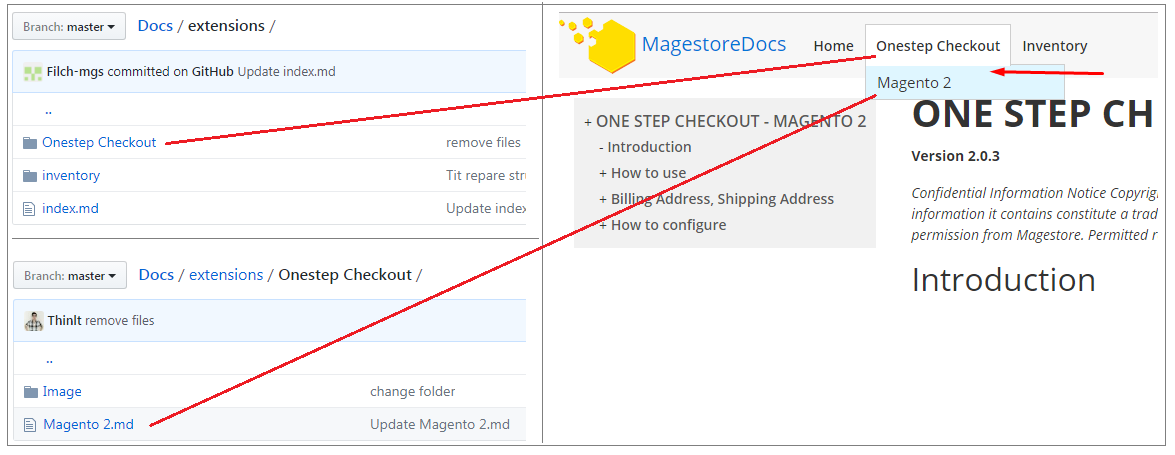 Branch: master
Docs / extensions /
Filch-mgs committed on GitHub Update index.md
..
Onestep Checkout remove files
inventory Tit repare stru
index.md Update index
Branch: master
Docs / extensions / Onestep Checkout /
ThinIt remove files
..
Image change folder
Magento 2.md Update Magento 2.md
MagestoreDocs Home Onestep Checkout Inventory
Magento 2
+ ONE STEP CHECKOUT - MAGENTO 2
- Introduction
+ How to use
+ Billing Address, Shipping Address
+ How to configure
ONE STEP CH
Version 2.0.3
Confidential Information Notice Copyrig
information it contains constitute a trad
permission from Magestore. Permitted r
Introduction